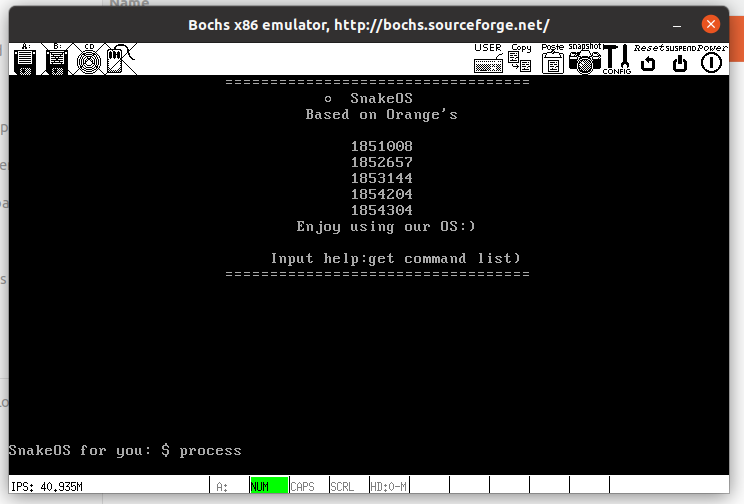 Name
Bochs x86 emulator, http://bochs.sourceforge.net/
A: B: CD USER Copy Paste snapshot CONFIG Reset SUSPEND Power
==================================
SnakeOS
Based on Orange's
1851008
1852657
1853144
1854204
1854304
Enjoy using our OS:)
Input help:get command list)
==================================
SnakeOS for you: $ process
IPS: 40.935M A: NUM CAPS SCRL HD:0-M